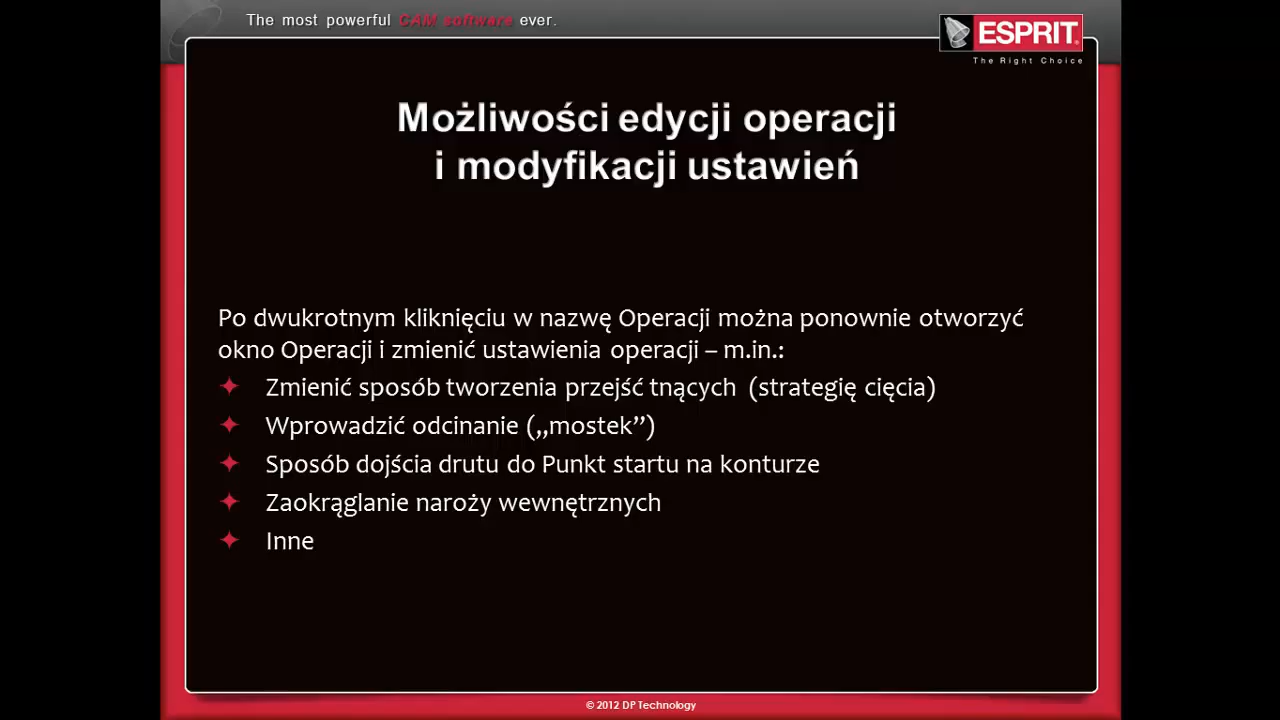 The most powerful CAM software ever.
ESPRIT
The Right Choice
Możliwości edycji operacji
i modyfikacji ustawień
Po dwukrotnym kliknięciu w nazwę Operacji można ponownie otworzyć
okno Operacji i zmienić ustawienia operacji – m.in.:
Zmienić sposób tworzenia przejść tnących (strategię cięcia)
Wprowadzić odcinanie („mostek”)
Sposób dojścia drutu do Punkt startu na konturze
Zaokrąglanie naroży wewnętrznych
Inne
© 2012 DP Technology